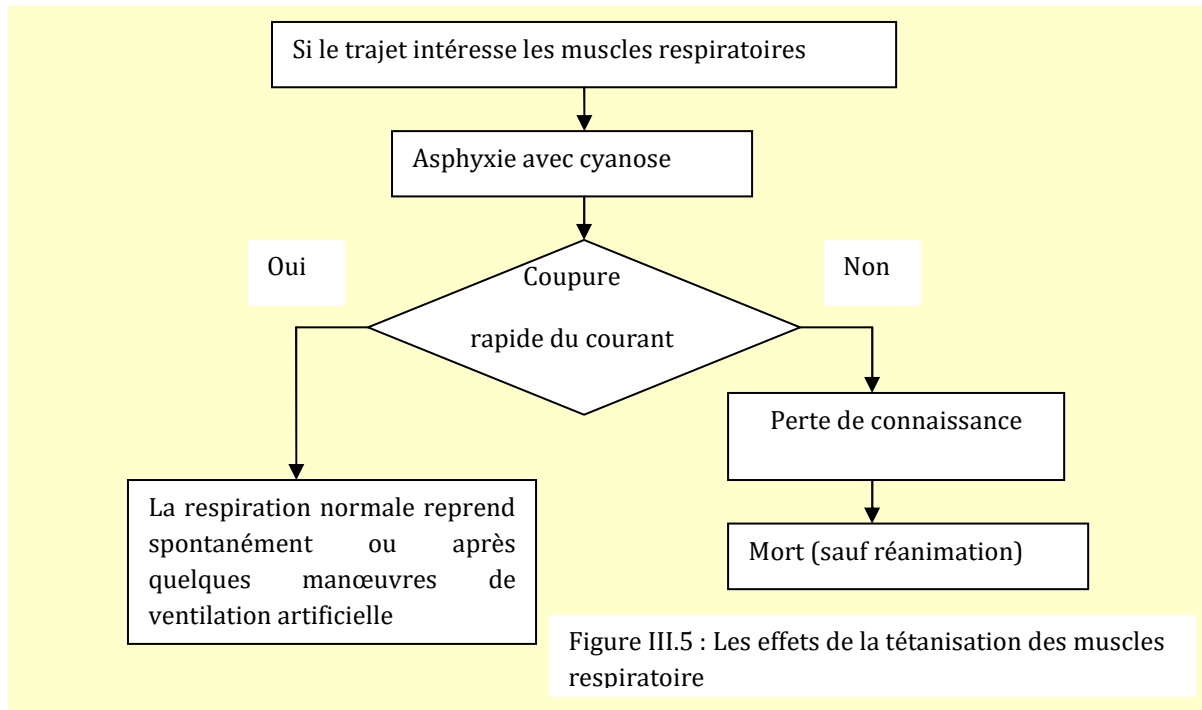 Si le trajet intéresse les muscles respiratoires
Asphyxie avec cyanose
Oui
Coupure
rapide du courant
Non
Perte de connaissance
La respiration normale reprend
spontanément ou après
quelques manœuvres de
ventilation artificielle
Mort (sauf réanimation)
Figure III.5 : Les effets de la tétanisation des muscles
respiratoire